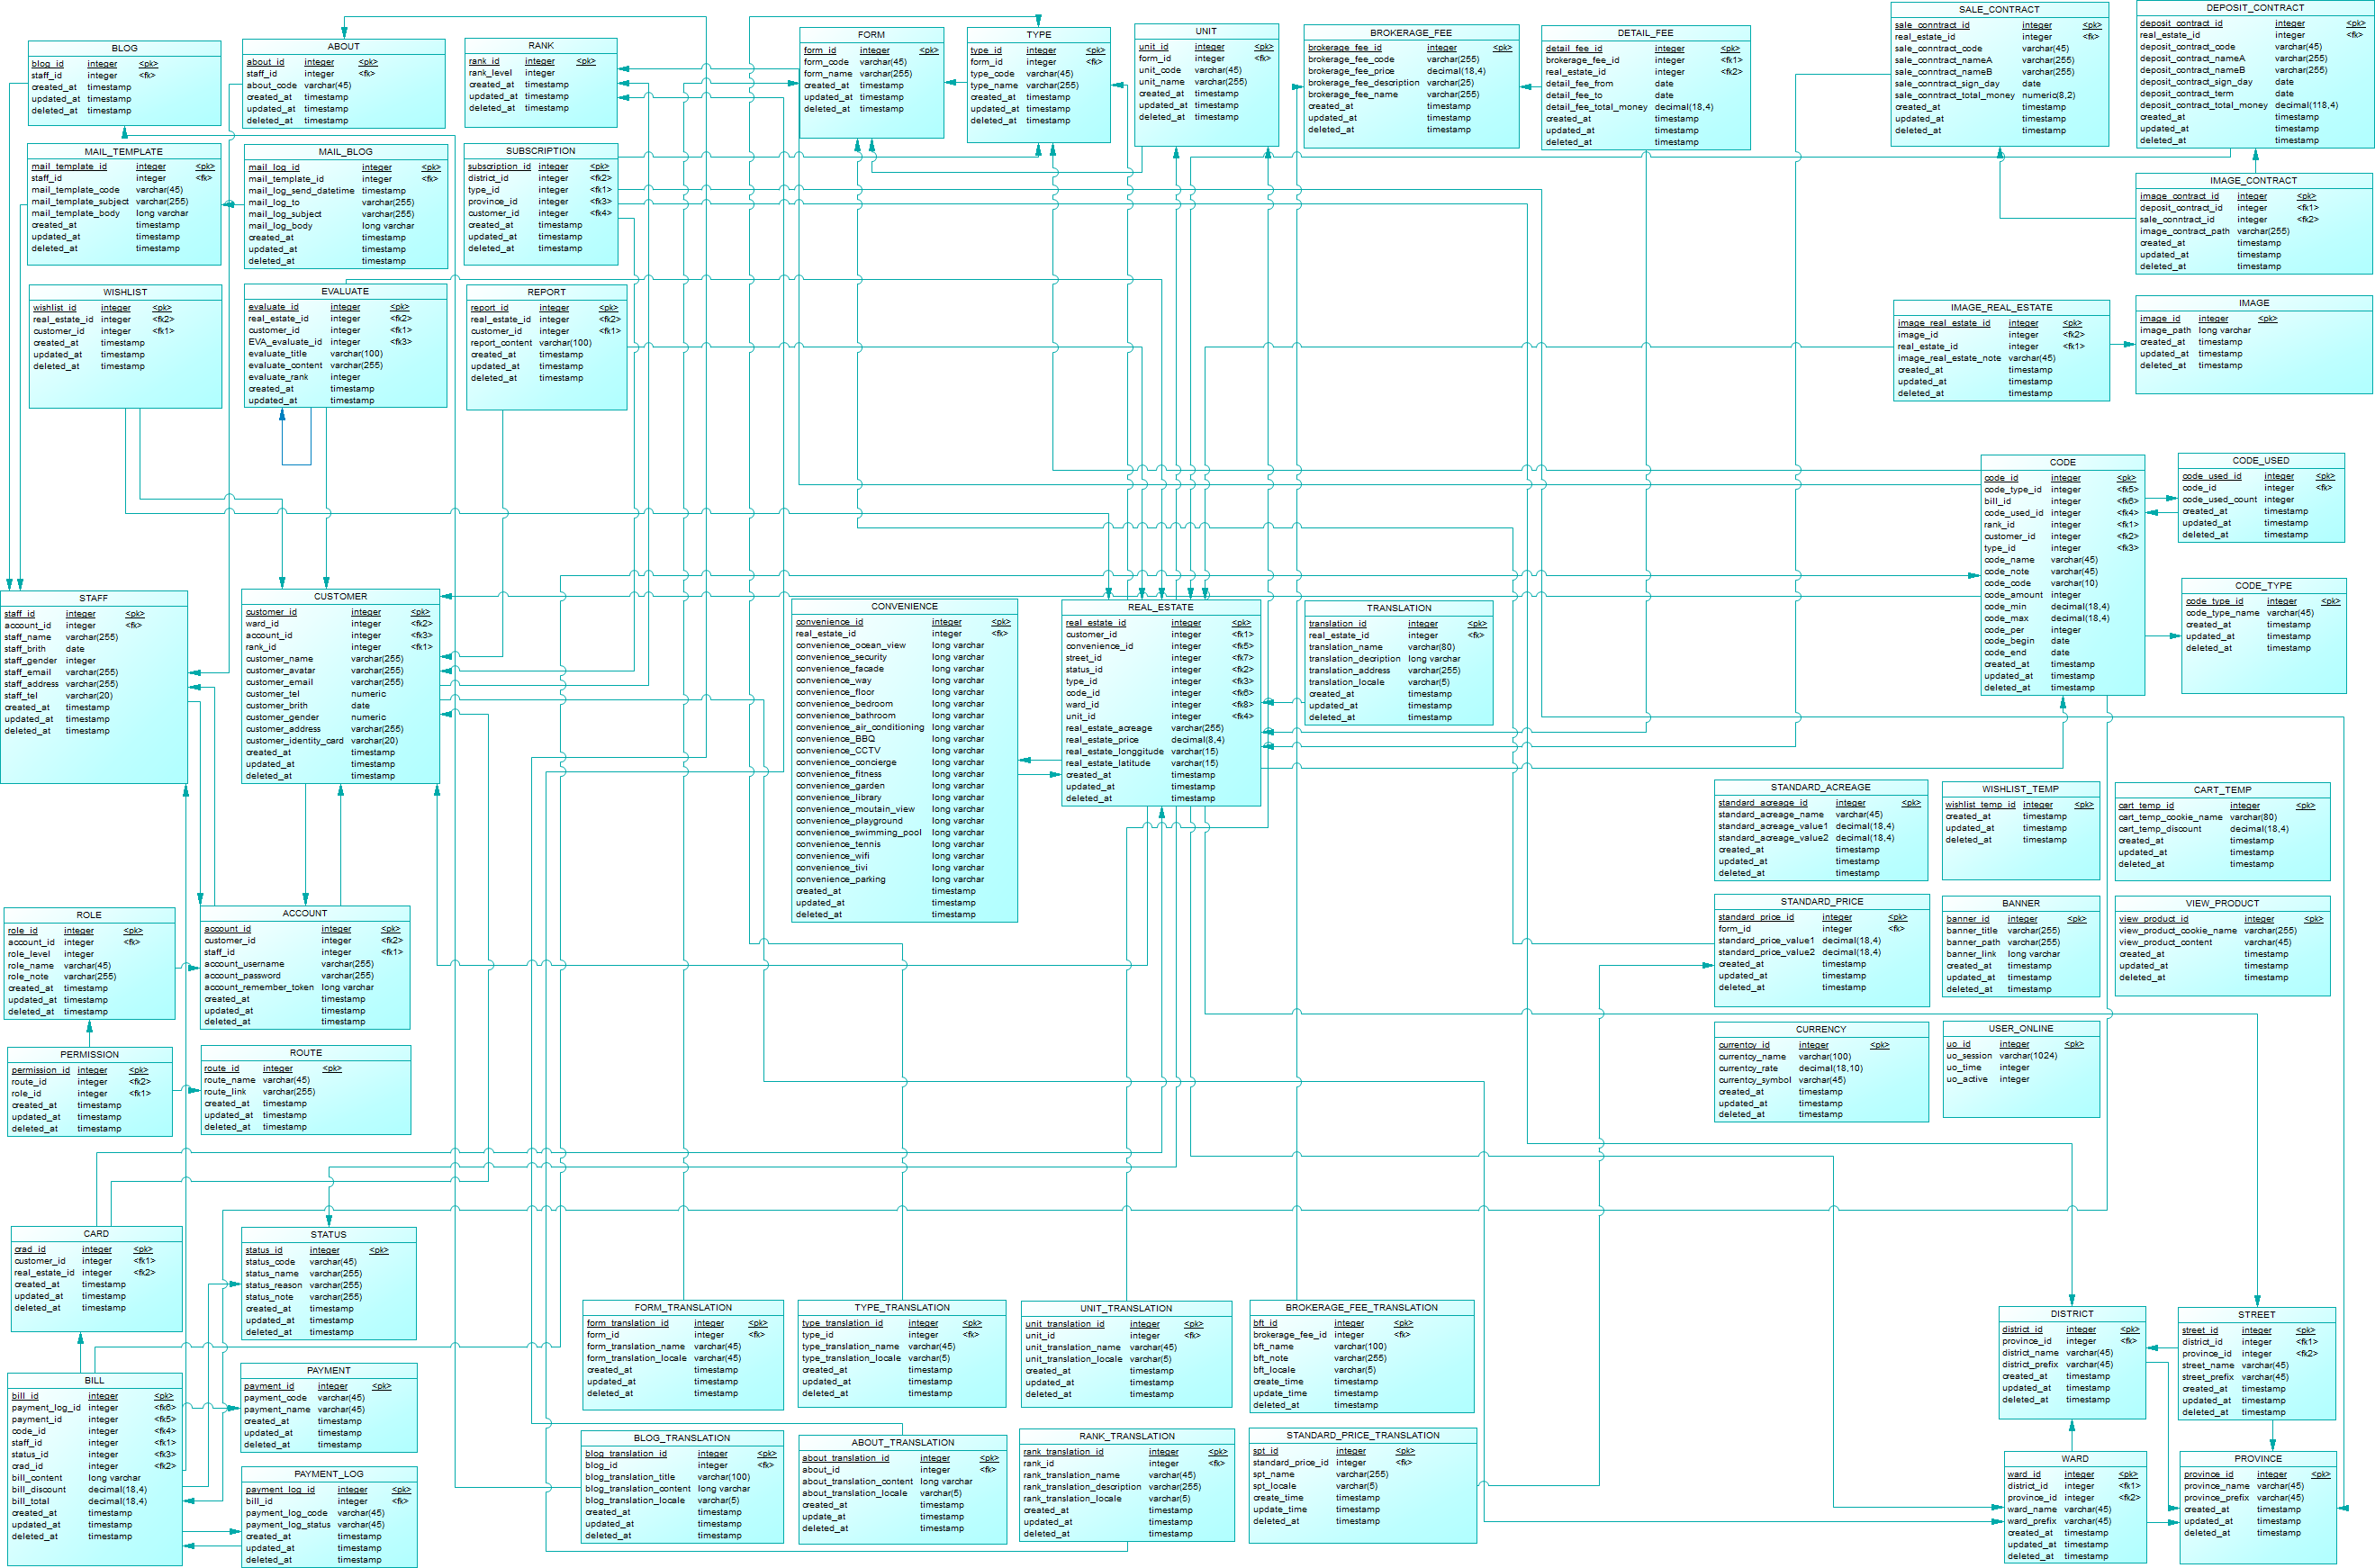 BLOG
blog_id integer <pk>
staff_id integer <fk>
created_at timestamp
updated_at timestamp
deleted_at timestamp
ABOUT
about_id integer <pk>
staff_id integer <fk>
about_code varchar(45)
created_at timestamp
updated_at timestamp
deleted_at timestamp
RANK
rank_id integer <pk>
rank_level integer
created_at timestamp
updated_at timestamp
deleted_at timestamp
FORM
form_id integer <pk>
form_code varchar(45)
form_name varchar(255)
created_at timestamp
updated_at timestamp
deleted_at timestamp
TYPE
type_id integer <pk>
form_id integer <fk>
type_code varchar(45)
type_name varchar(255)
created_at timestamp
updated_at timestamp
deleted_at timestamp
UNIT
unit_id integer <pk>
form_id integer <fk>
unit_code varchar(45)
unit_name varchar(255)
created_at timestamp
updated_at timestamp
deleted_at timestamp
BROKERAGE_FEE
brokerage_fee_id integer <pk>
brokerage_fee_code varchar(255)
brokerage_fee_price decimal(18,4)
brokerage_fee_description varchar(25)
brokerage_fee_name varchar(255)
created_at timestamp
updated_at timestamp
deleted_at timestamp
DETAIL_FEE
detail_fee_id integer <pk>
brokerage_fee_id integer <fk1>
real_estate_id integer <fk2>
detail_fee_from date
detail_fee_to date
detail_fee_total_money decimal(18,4)
created_at timestamp
updated_at timestamp
deleted_at timestamp
SALE_CONTRACT
sale_conntract_id integer <pk>
real_estate_id integer <fk>
sale_conntract_code varchar(45)
sale_conntract_nameA varchar(255)
sale_conntract_nameB varchar(255)
sale_conntract_sign_day date
sale_conntract_total_money numeric(8,2)
created_at timestamp
updated_at timestamp
deleted_at timestamp
DEPOSIT_CONTRACT
deposit_contract_id integer <pk>
real_estate_id integer <fk>
deposit_contract_code varchar(45)
deposit_contract_nameA varchar(255)
deposit_contract_nameB varchar(255)
deposit_contract_sign_day date
deposit_contract_term date
deposit_contract_total_money decimal(118,4)
created_at timestamp
updated_at timestamp
deleted_at timestamp
MAIL_TEMPLATE
mail_template_id integer <pk>
staff_id integer <fk>
mail_template_code varchar(45)
mail_template_subject varchar(255)
mail_template_body long varchar
created_at timestamp
updated_at timestamp
deleted_at timestamp
MAIL_BLOG
mail_log_id integer <pk>
mail_template_id integer <fk>
mail_log_send_datetime timestamp
mail_log_to varchar(255)
mail_log_subject varchar(255)
mail_log_body long varchar
created_at timestamp
updated_at timestamp
deleted_at timestamp
SUBSCRIPTION
subscription_id integer <pk>
district_id integer <fk2>
type_id integer <fk1>
province_id integer <fk3>
customer_id integer <fk4>
created_at timestamp
updated_at timestamp
deleted_at timestamp
IMAGE_CONTRACT
image_contract_id integer <pk>
deposit_contract_id integer <fk1>
sale_conntract_id integer <fk2>
image_contract_path varchar(255)
created_at timestamp
updated_at timestamp
deleted_at timestamp
WISHLIST
wishlist_id integer <pk>
real_estate_id integer <fk2>
customer_id integer <fk1>
created_at timestamp
updated_at timestamp
deleted_at timestamp
EVALUATE
evaluate_id integer <pk>
real_estate_id integer <fk2>
customer_id integer <fk1>
EVA_evaluate_id integer <fk3>
evaluate_title varchar(100)
evaluate_content varchar(255)
evaluate_rank integer
created_at timestamp
updated_at timestamp
REPORT
report_id integer <pk>
real_estate_id integer <fk2>
customer_id integer <fk1>
report_content varchar(100)
created_at timestamp
updated_at timestamp
deleted_at timestamp
IMAGE_REAL_ESTATE
image_real_estate_id integer <pk>
image_id integer <fk2>
real_estate_id integer <fk1>
image_real_estate_note varchar(45)
created_at timestamp
updated_at timestamp
deleted_at timestamp
IMAGE
image_id integer <pk>
image_path long varchar
created_at timestamp
updated_at timestamp
deleted_at timestamp
CODE
code_id integer <pk>
code_type_id integer <fk5>
bill_id integer <fk6>
code_used_id integer <fk4>
rank_id integer <fk1>
customer_id integer <fk2>
type_id integer <fk3>
code_name varchar(45)
code_note varchar(45)
code_code varchar(10)
code_amount integer
code_min decimal(18,4)
code_max decimal(18,4)
code_per integer
code_begin date
code_end date
created_at timestamp
updated_at timestamp
deleted_at timestamp
CODE_USED
code_used_id integer <pk>
code_id integer <fk>
code_used_count integer
created_at timestamp
updated_at timestamp
deleted_at timestamp
CODE_TYPE
code_type_id integer <pk>
code_type_name varchar(45)
created_at timestamp
updated_at timestamp
deleted_at timestamp
STAFF
staff_id integer <pk>
account_id integer <fk>
staff_name varchar(255)
staff_brith date
staff_gender integer
staff_email varchar(255)
staff_address varchar(255)
staff_tel varchar(20)
created_at timestamp
updated_at timestamp
deleted_at timestamp
CUSTOMER
customer_id integer <pk>
ward_id integer <fk2>
account_id integer <fk3>
rank_id integer <fk1>
customer_name varchar(255)
customer_avatar varchar(255)
customer_email varchar(255)
customer_tel numeric
customer_brith date
customer_gender numeric
customer_address varchar(255)
customer_identity_card varchar(20)
created_at timestamp
updated_at timestamp
deleted_at timestamp
CONVENIENCE
convenience_id integer <pk>
real_estate_id integer <fk>
convenience_ocean_view long varchar
convenience_security long varchar
convenience_facade long varchar
convenience_way long varchar
convenience_floor long varchar
convenience_bedroom long varchar
convenience_bathroom long varchar
convenience_air_conditioning long varchar
convenience_BBQ long varchar
convenience_CCTV long varchar
convenience_concierge long varchar
convenience_fitness long varchar
convenience_garden long varchar
convenience_library long varchar
convenience_moutain_view long varchar
convenience_playground long varchar
convenience_swimming_pool long varchar
convenience_tennis long varchar
convenience_wifi long varchar
convenience_tivi long varchar
convenience_parking long varchar
created_at timestamp
updated_at timestamp
deleted_at timestamp
REAL_ESTATE
real_estate_id integer <pk>
customer_id integer <fk1>
convenience_id integer <fk5>
street_id integer <fk7>
status_id integer <fk2>
type_id integer <fk3>
code_id integer <fk6>
ward_id integer <fk8>
unit_id integer <fk4>
real_estate_acreage varchar(255)
real_estate_price decimal(8,4)
real_estate_longgitude varchar(15)
real_estate_latitude varchar(15)
created_at timestamp
updated_at timestamp
deleted_at timestamp
TRANSLATION
translation_id integer <pk>
real_estate_id integer <fk>
translation_name varchar(80)
translation_decription long varchar
translation_address varchar(255)
translation_locale varchar(5)
created_at timestamp
updated_at timestamp
deleted_at timestamp
STANDARD_ACREAGE
standard_acreage_id integer <pk>
standard_acreage_name varchar(45)
standard_acreage_value1 decimal(18,4)
standard_acreage_value2 decimal(18,4)
created_at timestamp
updated_at timestamp
deleted_at timestamp
WISHLIST_TEMP
wishlist_temp_id integer <pk>
created_at timestamp
updated_at timestamp
deleted_at timestamp
CART_TEMP
cart_temp_id integer <pk>
cart_temp_cookie_name varchar(80)
cart_temp_discount decimal(18,4)
created_at timestamp
updated_at timestamp
deleted_at timestamp
ROLE
role_id integer <pk>
account_id integer <fk>
role_level integer
role_name varchar(45)
role_note varchar(255)
created_at timestamp
updated_at timestamp
deleted_at timestamp
ACCOUNT
account_id integer <pk>
customer_id integer <fk2>
staff_id integer <fk1>
account_username varchar(255)
account_password varchar(255)
account_remember_token long varchar
created_at timestamp
updated_at timestamp
deleted_at timestamp
STANDARD_PRICE
standard_price_id integer <pk>
form_id integer <fk>
standard_price_value1 decimal(18,4)
standard_price_value2 decimal(18,4)
created_at timestamp
updated_at timestamp
deleted_at timestamp
BANNER
banner_id integer <pk>
banner_title varchar(255)
banner_path varchar(255)
banner_link long varchar
created_at timestamp
updated_at timestamp
deleted_at timestamp
VIEW_PRODUCT
view_product_id integer <pk>
view_product_cookie_name varchar(255)
view_product_content varchar(45)
created_at timestamp
updated_at timestamp
deleted_at timestamp
PERMISSION
permission_id integer <pk>
route_id integer <fk2>
role_id integer <fk1>
created_at timestamp
updated_at timestamp
deleted_at timestamp
ROUTE
route_id integer <pk>
route_name varchar(45)
route_link varchar(255)
created_at timestamp
updated_at timestamp
deleted_at timestamp
CURRENCY
currentcy_id integer <pk>
currentcy_name varchar(100)
currentcy_rate decimal(18,10)
currentcy_symbol varchar(45)
created_at timestamp
updated_at timestamp
deleted_at timestamp
USER_ONLINE
uo_id integer <pk>
uo_session varchar(1024)
uo_time integer
uo_active integer
CARD
crad_id integer <pk>
customer_id integer <fk1>
real_estate_id integer <fk2>
created_at timestamp
updated_at timestamp
deleted_at timestamp
STATUS
status_id integer <pk>
status_code varchar(45)
status_name varchar(255)
status_reason varchar(255)
status_note varchar(255)
created_at timestamp
updated_at timestamp
deleted_at timestamp
FORM_TRANSLATION
form_translation_id integer <pk>
form_id integer <fk>
form_translation_name varchar(45)
form_translation_locale varchar(45)
created_at timestamp
updated_at timestamp
deleted_at timestamp
TYPE_TRANSLATION
type_translation_id integer <pk>
type_id integer <fk>
type_translation_name varchar(45)
type_translation_locale varchar(5)
created_at timestamp
updated_at timestamp
deleted_at timestamp
UNIT_TRANSLATION
unit_translation_id integer <pk>
unit_id integer <fk>
unit_translation_name varchar(45)
unit_translation_locale varchar(5)
created_at timestamp
updated_at timestamp
deleted_at timestamp
BROKERAGE_FEE_TRANSLATION
bft_id integer <pk>
brokerage_fee_id integer <fk>
bft_name varchar(100)
bft_note varchar(255)
bft_locale varchar(5)
create_time timestamp
update_time timestamp
deleted_at timestamp
DISTRICT
district_id integer <pk>
province_id integer <fk>
district_name varchar(45)
district_prefix varchar(45)
created_at timestamp
updated_at timestamp
deleted_at timestamp
STREET
street_id integer <pk>
district_id integer <fk1>
province_id integer <fk2>
street_name varchar(45)
street_prefix varchar(45)
created_at timestamp
updated_at timestamp
deleted_at timestamp
BILL
bill_id integer <pk>
payment_log_id integer <fk6>
payment_id integer <fk5>
code_id integer <fk4>
staff_id integer <fk1>
status_id integer <fk3>
crad_id integer <fk2>
bill_content long varchar
bill_discount decimal(18,4)
bill_total decimal(18,4)
created_at timestamp
updated_at timestamp
deleted_at timestamp
PAYMENT
payment_id integer <pk>
payment_code varchar(45)
payment_name varchar(45)
created_at timestamp
updated_at timestamp
deleted_at timestamp
PAYMENT_LOG
payment_log_id integer <pk>
bill_id integer <fk>
payment_log_code varchar(45)
payment_log_status varchar(45)
created_at timestamp
updated_at timestamp
deleted_at timestamp
BLOG_TRANSLATION
blog_translation_id integer <pk>
blog_id integer <fk>
blog_translation_title varchar(100)
blog_translation_content long varchar
blog_translation_locale varchar(5)
created_at timestamp
updated_at timestamp
deleted_at timestamp
ABOUT_TRANSLATION
about_translation_id integer <pk>
about_id integer <fk>
about_translation_content long varchar
about_translation_locale varchar(5)
created_at timestamp
update_at timestamp
deleted_at timestamp
RANK_TRANSLATION
rank_translation_id integer <pk>
rank_id integer <fk>
rank_translation_name varchar(45)
rank_translation_description varchar(255)
rank_translation_locale varchar(5)
created_at timestamp
updated_at timestamp
deleted_at timestamp
STANDARD_PRICE_TRANSLATION
spt_id integer <pk>
standard_price_id integer <fk>
spt_name varchar(255)
spt_locale varchar(5)
create_time timestamp
update_time timestamp
deleted_at timestamp
WARD
ward_id integer <pk>
district_id integer <fk1>
province_id integer <fk2>
ward_name varchar(45)
ward_prefix varchar(45)
created_at timestamp
updated_at timestamp
deleted_at timestamp
PROVINCE
province_id integer <pk>
province_name varchar(45)
province_prefix varchar(45)
created_at timestamp
updated_at timestamp
deleted_at timestamp